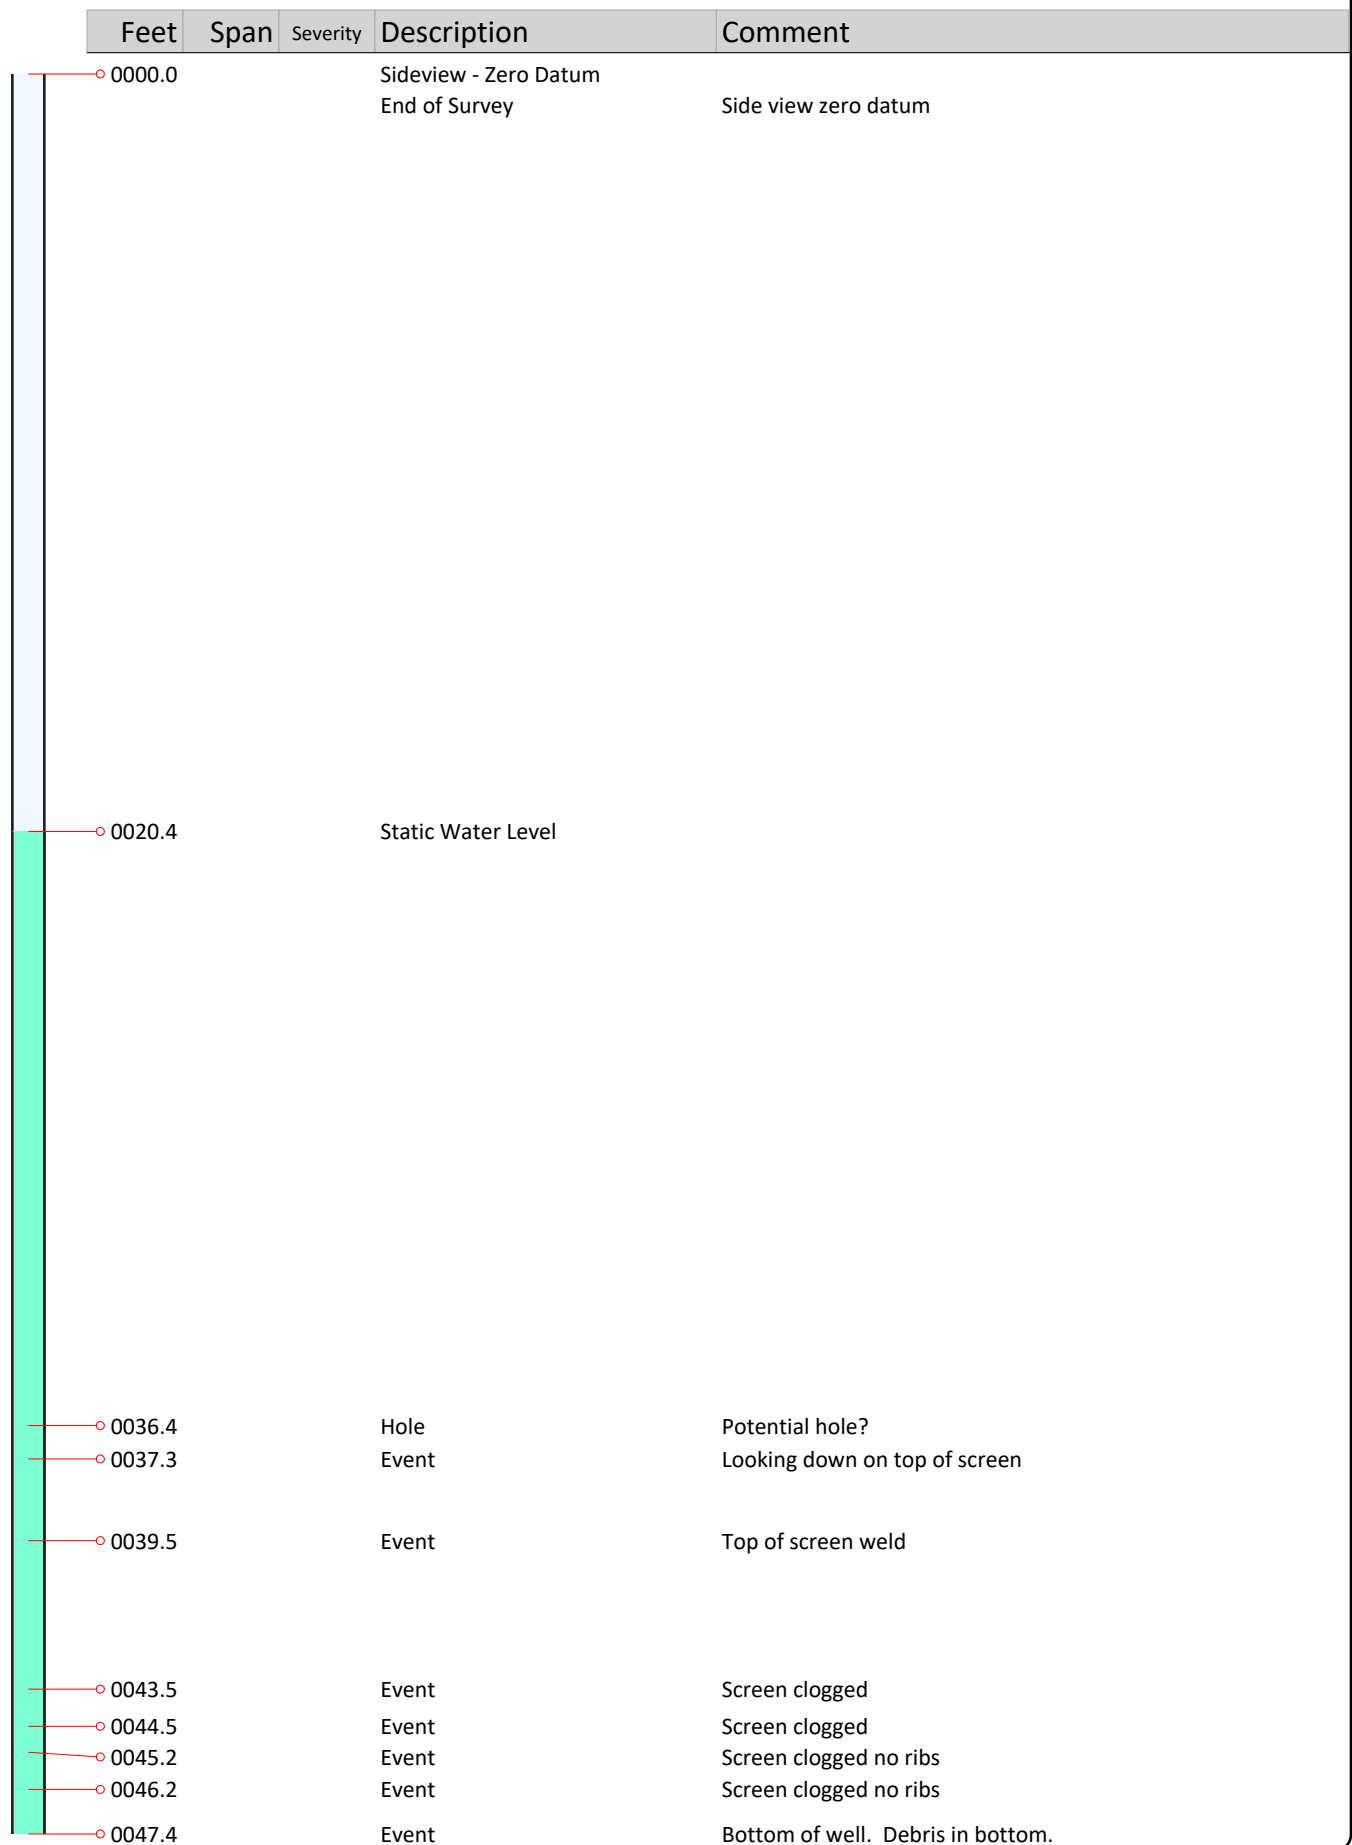 Feet Span Severity Description Comment
0000.0 Sideview - Zero Datum
End of Survey Side view zero datum
0020.4 Static Water Level
0036.4 Hole Potential hole?
0037.3 Event Looking down on top of screen
0039.5 Event Top of screen weld
0043.5 Event Screen clogged
0044.5 Event Screen clogged
0045.2 Event Screen clogged no ribs
0046.2 Event Screen clogged no ribs
0047.4 Event Bottom of well. Debris in bottom.